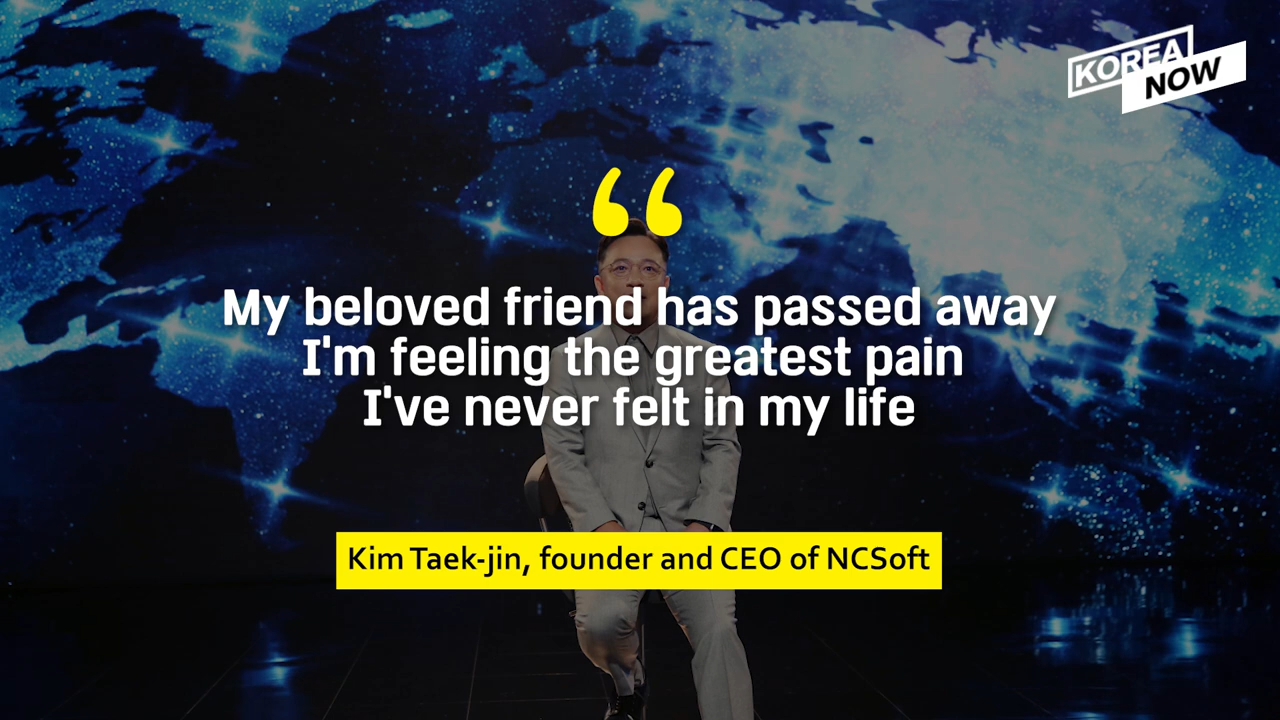 KOREA
NOW
“
My beloved friend has passed away
I'm feeling the greatest pain
I've never felt in my life
Kim Taek-jin, founder and CEO of NCSoft